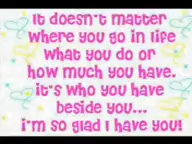 it doesn't matter
where you go in life
what you do or
how much you have.
it's who you have
beside you...
i'm so glad i have you!